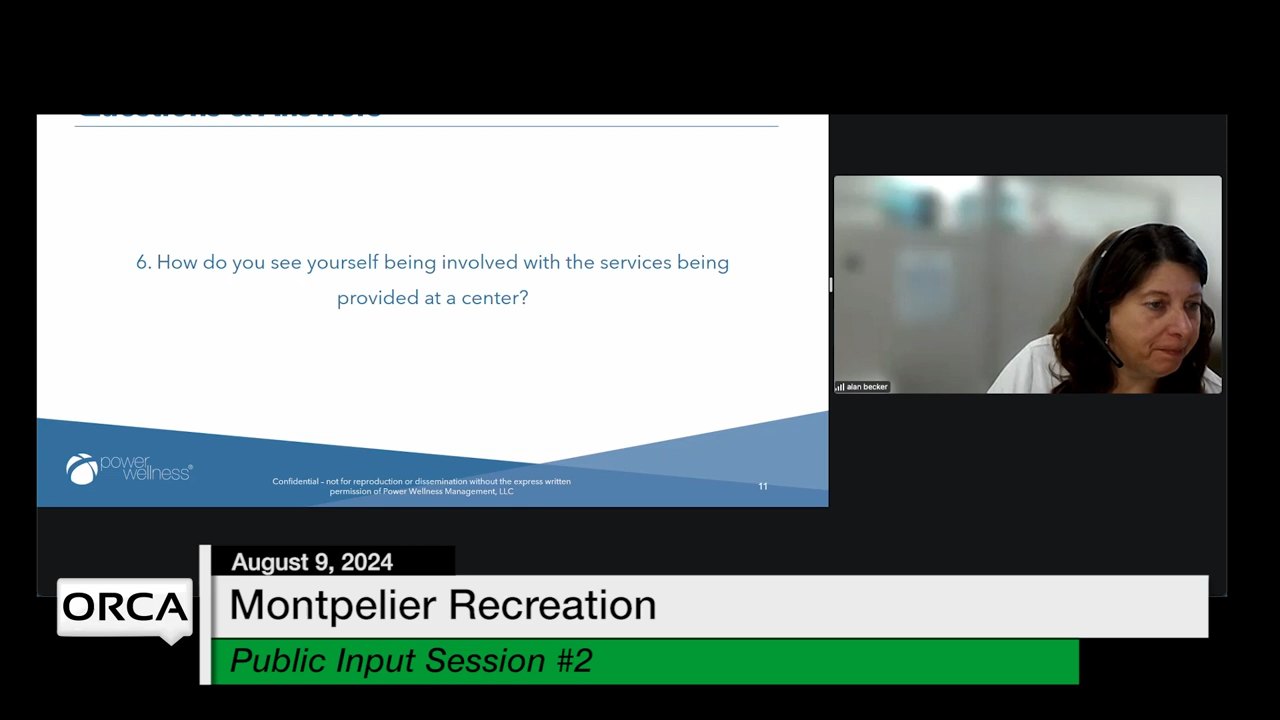 Questions & Answers
6. How do you see yourself being involved with the services being
provided at a center?
power
wellness®
Confidential – not for reproduction or dissemination without the express written
permission of Power Wellness Management, LLC
11
alan becker
August 9, 2024
ORCA
Montpelier Recreation
Public Input Session #2